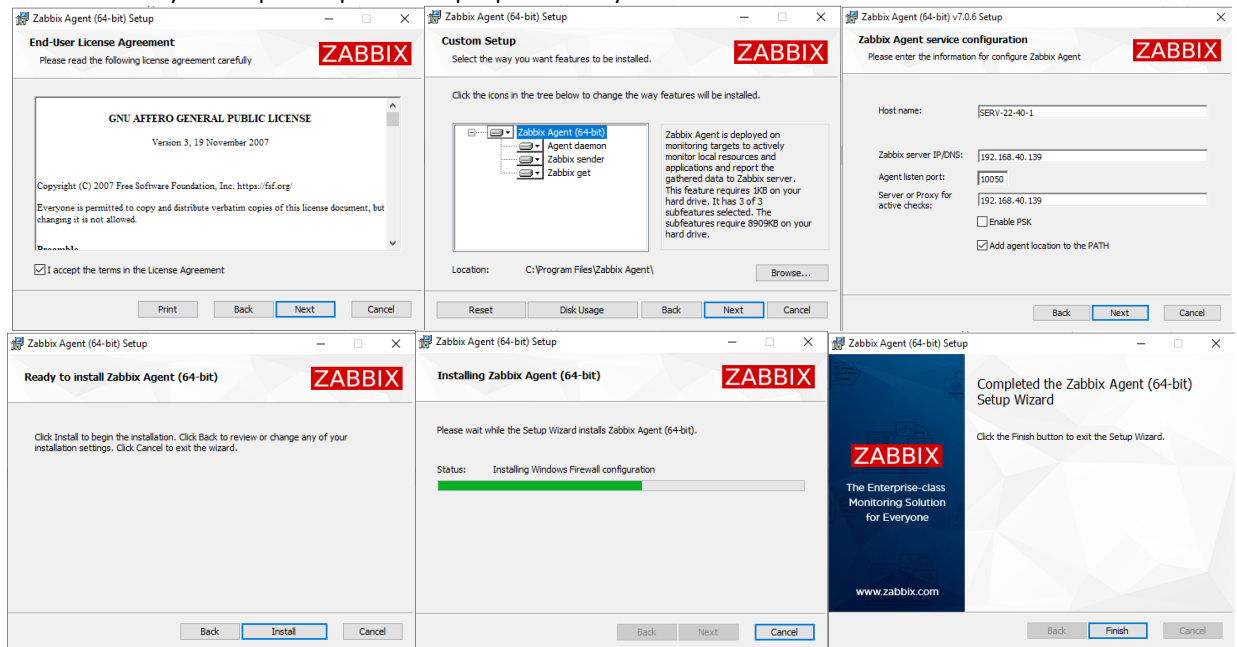 Zabbix Agent (64-bit) Setup
End-User License Agreement
Please read the following license agreement carefully
ZABBIX
GNU AFFERO GENERAL PUBLIC LICENSE
Version 3, 19 November 2007
Copyright (C) 2007 Free Software Foundation, Inc. https://fsf.org/
Everyone is permitted to copy and distribute verbatim copies of this license document, but
changing it is not allowed.
Preamble
I accept the terms in the License Agreement
Print Back Next Cancel
Zabbix Agent (64-bit) Setup
Custom Setup
Select the way you want features to be installed.
ZABBIX
Click the icons in the tree below to change the way features will be installed.
Zabbix Agent (64-bit)
Agent daemon
Zabbix sender
Zabbix get
Zabbix Agent is deployed on
monitoring targets to actively
monitor local resources and
applications and report the
gathered data to Zabbix server.
This feature requires 1KB on your
hard drive. It has 3 of 3
subfeatures selected. The
subfeatures require 8909KB on your
hard drive.
Location: C:\Program Files\Zabbix Agent\
Browse...
Reset Disk Usage Back Next Cancel
Zabbix Agent (64-bit) v7.0.6 Setup
Zabbix Agent service configuration
Please enter the information for configure Zabbix Agent
ZABBIX
Host name: SERV-22-40-1
Zabbix server IP/DNS: 192.168.40.139
Agent listen port: 10050
Server or Proxy for
active checks: 192.168.40.139
Enable PSK
Add agent location to the PATH
Back Next Cancel
Zabbix Agent (64-bit) Setup
Ready to install Zabbix Agent (64-bit)
ZABBIX
Click Install to begin the installation. Click Back to review or change any of your
installation settings. Click Cancel to exit the wizard.
Back Install Cancel
Zabbix Agent (64-bit) Setup
Installing Zabbix Agent (64-bit)
ZABBIX
Please wait while the Setup Wizard installs Zabbix Agent (64-bit).
Status: Installing Windows Firewall configuration
Back Next Cancel
Zabbix Agent (64-bit) Setup
ZABBIX
The Enterprise-class
Monitoring Solution
for Everyone
www.zabbix.com
Completed the Zabbix Agent (64-bit)
Setup Wizard
Click the Finish button to exit the Setup Wizard.
Back Finish Cancel